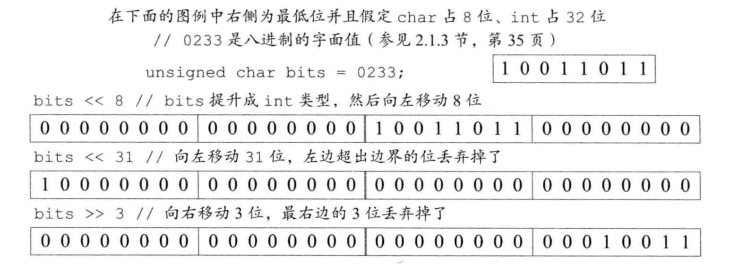 在下面的图例中右侧为最低位并且假定 char 占 8 位、int 占 32 位
// 0233 是八进制的字面值（参见 2.1.3 节，第 35 页）
unsigned char bits = 0233; 1 0 0 1 1 0 1 1
bits << 8 // bits 提升成 int 类型，然后向左移动 8 位
0 0 0 0 0 0 0 0 0 0 0 0 0 0 0 0 1 0 0 1 1 0 1 1 0 0 0 0 0 0 0 0
bits << 31 // 向左移动 31 位，左边超出边界的位丢弃掉了
1 0 0 0 0 0 0 0 0 0 0 0 0 0 0 0 0 0 0 0 0 0 0 0 0 0 0 0 0 0 0 0
bits >> 3 // 向右移动 3 位，最右边的 3 位丢弃掉了
0 0 0 0 0 0 0 0 0 0 0 0 0 0 0 0 0 0 0 0 0 0 0 0 0 0 0 1 0 0 1 1